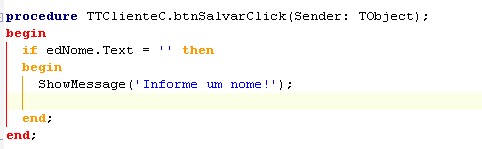 procedure TTClienteC.btnSalvarClick(Sender: TObject);
begin
if edNome.Text = '' then
begin
ShowMessage('Informe um nome!');
end;
end;